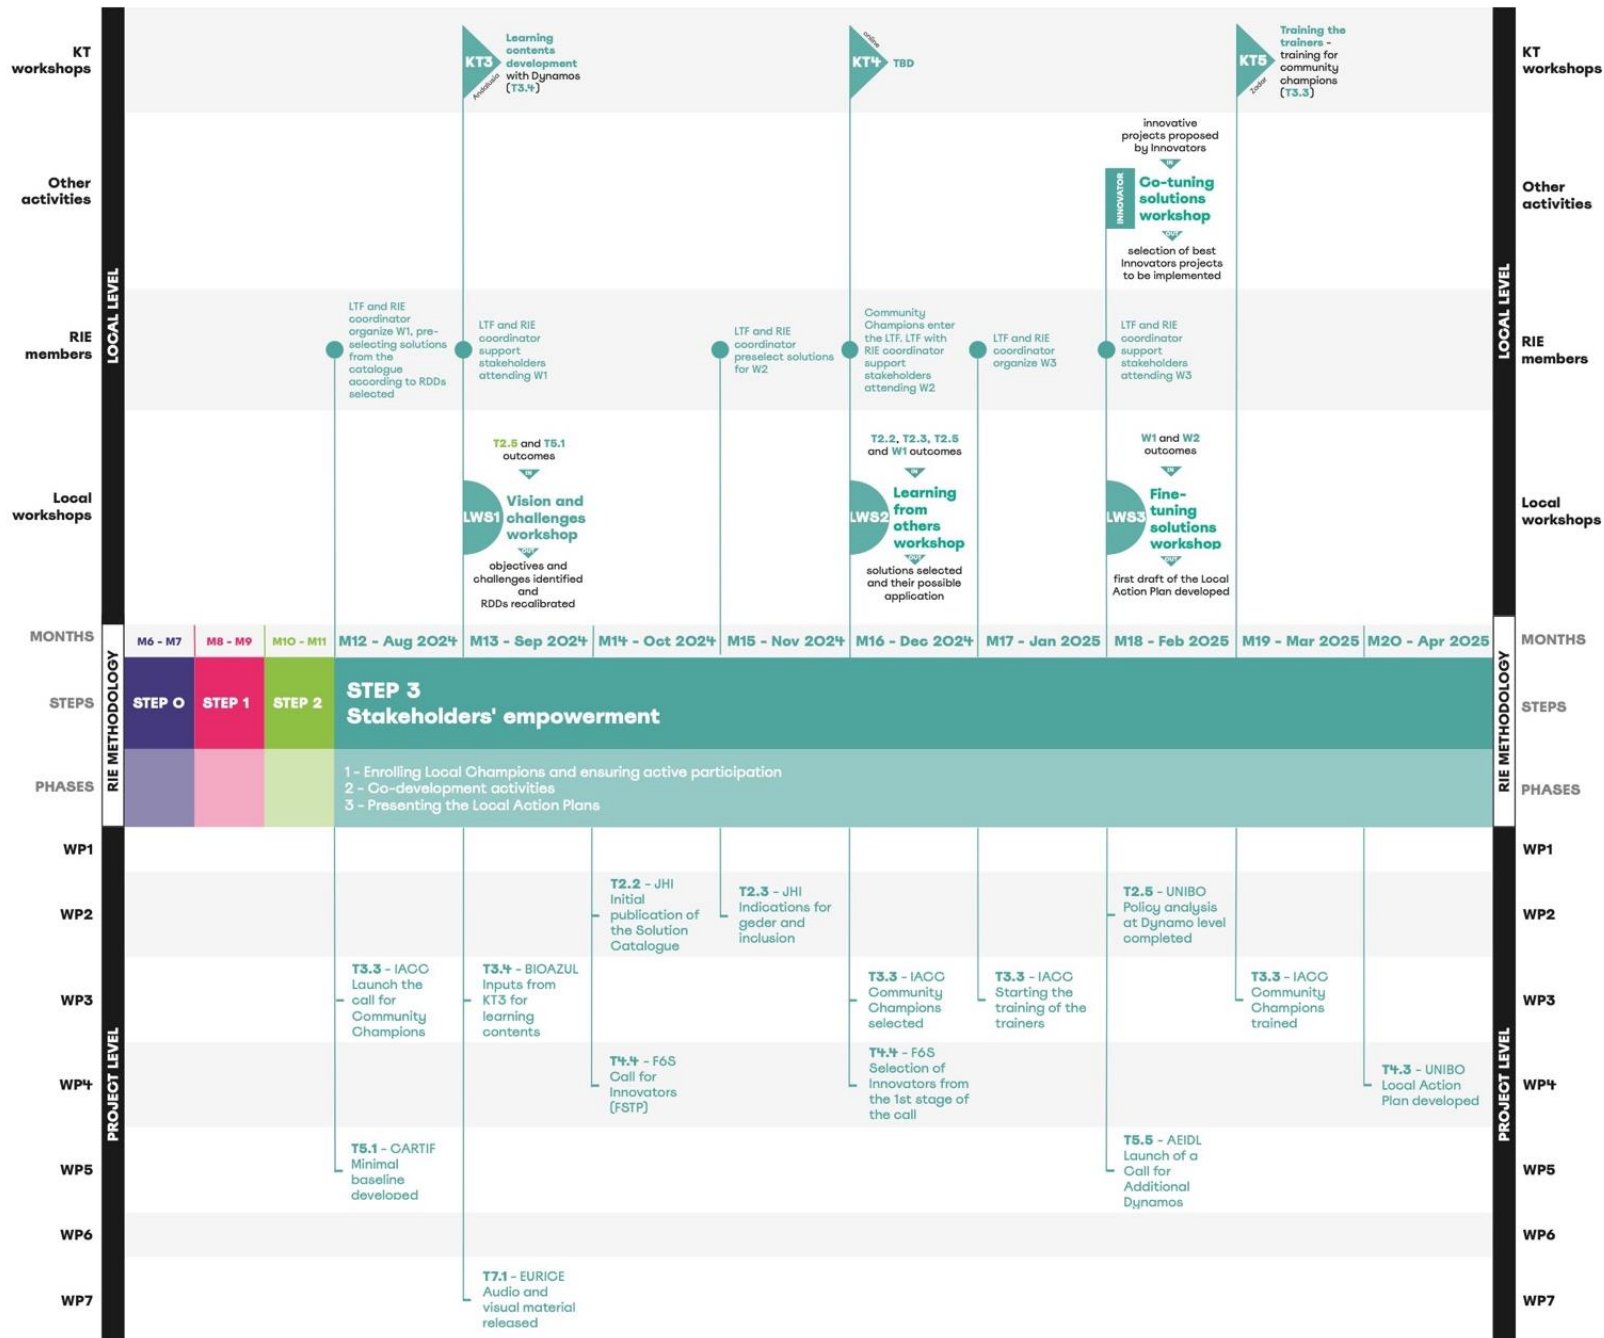 KT
workshops
KT3
Andalusia
Learning
contents
development
with Dynamos
(T3.4)
KT4
online
TBD
KT5
Zadar
Training the
trainers -
training for
community
champions
(T3.3)
KT
workshops
Other
activities
innovative
projects proposed
by Innovators
IN
INNOVATOR
Co-tuning
solutions
workshop
OUT
selection of best
Innovators projects
to be implemented
Other
activities
LOCAL LEVEL
LOCAL LEVEL
RIE
members
LTF and RIE
coordinator
organize W1, pre-
selecting solutions
from the
catalogue
according to RDDs
selected
LTF and RIE
coordinator
support
stakeholders
attending W1
LTF and RIE
coordinator
preselect solutions
for W2
Community
Champions enter
the LTF. LTF with
RIE coordinator
support
stakeholders
attending W2
LTF and RIE
coordinator
organize W3
LTF and RIE
coordinator
support
stakeholders
attending W3
RIE
members
Local
workshops
T2.5 and T5.1
outcomes
IN
LWS1
Vision and
challenges
workshop
OUT
objectives and
challenges identified
and
RDDs recalibrated
T2.2, T2.3, T2.5
and W1 outcomes
IN
LWS2
Learning
from
others
workshop
OUT
solutions selected
and their possible
application
W1 and W2
outcomes
IN
LWS3
Fine-
tuning
solutions
workshop
OUT
first draft of the Local
Action Plan developed
Local
workshops
MONTHS
M6 - M7
M8 - M9
M10 - M11
M12 - Aug 2024
M13 - Sep 2024
M14 - Oct 2024
M15 - Nov 2024
M16 - Dec 2024
M17 - Jan 2025
M18 - Feb 2025
M19 - Mar 2025
M20 - Apr 2025
MONTHS
RIE METHODOLOGY
RIE METHODOLOGY
STEPS
STEP 0
STEP 1
STEP 2
STEP 3
Stakeholders' empowerment
STEPS
PHASES
1 - Enrolling Local Champions and ensuring active participation
2 - Co-development activities
3 - Presenting the Local Action Plans
PHASES
WP1
WP1
WP2
T2.2 - JHI
Initial
publication of
the Solution
Catalogue
T2.3 - JHI
Indications for
geder and
inclusion
T2.5 - UNIBO
Policy analysis
at Dynamo level
completed
WP2
WP3
T3.3 - IACC
Launch the
call for
Community
Champions
T3.4 - BIOAZUL
Inputs from
KT3 for
learning
contents
T3.3 - IACC
Community
Champions
selected
T3.3 - IACC
Starting the
training of the
trainers
T3.3 - IACC
Community
Champions
trained
WP3
PROJECT LEVEL
PROJECT LEVEL
WP4
T4.4 - F6S
Call for
Innovators
(FSTP)
T4.4 - F6S
Selection of
Innovators from
the 1st stage of
the call
T4.3 - UNIBO
Local Action
Plan developed
WP4
WP5
T5.1 - CARTIF
Minimal
baseline
developed
T5.5 - AEIDL
Launch of a
Call for
Additional
Dynamos
WP5
WP6
WP6
WP7
T7.1 - EURICE
Audio and
visual material
released
WP7